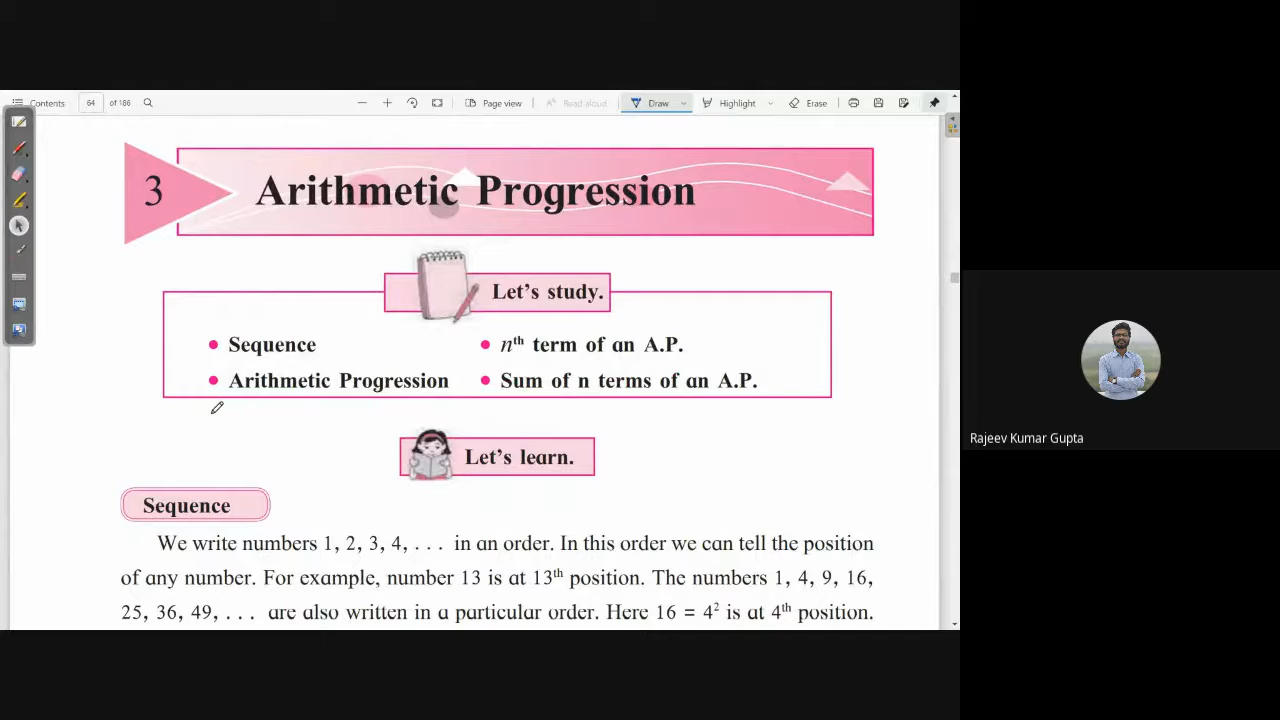 Contents 64 of 186 Page view Read aloud Draw Highlight Erase
3 Arithmetic Progression
Let's study.
• Sequence • nth term of an A.P.
• Arithmetic Progression • Sum of n terms of an A.P.
Let's learn.
Rajeev Kumar Gupta
Sequence
We write numbers 1, 2, 3, 4, . . . in an order. In this order we can tell the position
of any number. For example, number 13 is at 13th position. The numbers 1, 4, 9, 16,
25, 36, 49, . . . are also written in a particular order. Here 16 = 4² is at 4th position.